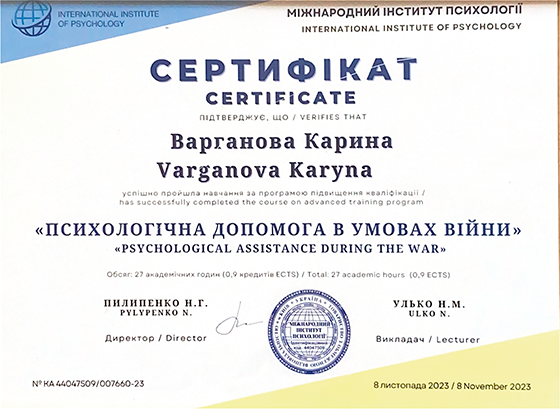 INTERNATIONAL INSTITUTE
OF PSYCHOLOGY
МІЖНАРОДНИЙ ІНСТИТУТ ПСИХОЛОГІЇ
INTERNATIONAL INSTITUTE OF PSYCHOLOGY
СЕРТИФІКАТ
CERTIFICATE
ПІДТВЕРДЖУЄ, ЩО / VERIFIES THAT
Варганова Карина
Varganova Karyna
успішно пройшла навчання за програмою підвищення кваліфікації /
has successfully completed the course on advanced training program
«ПСИХОЛОГІЧНА ДОПОМОГА В УМОВАХ ВІЙНИ»
«PSYCHOLOGICAL ASSISTANCE DURING THE WAR»
Обсяг: 27 академічних годин (0,9 кредитів ECTS) / Total: 27 academic hours (0,9 ECTS)
ПИЛИПЕНКО Н.Г.
PYLYPENKO N.
Директор / Director
УКРАЇНА
МІЖНАРОДНИЙ
ІНСТИТУТ
ПСИХОЛОГІЇ
УЛЬКО Н.М.
ULKO N.
Викладач / Lecturer
№ KA 44047509/007660-23
8 листопада 2023 / 8 November 2023